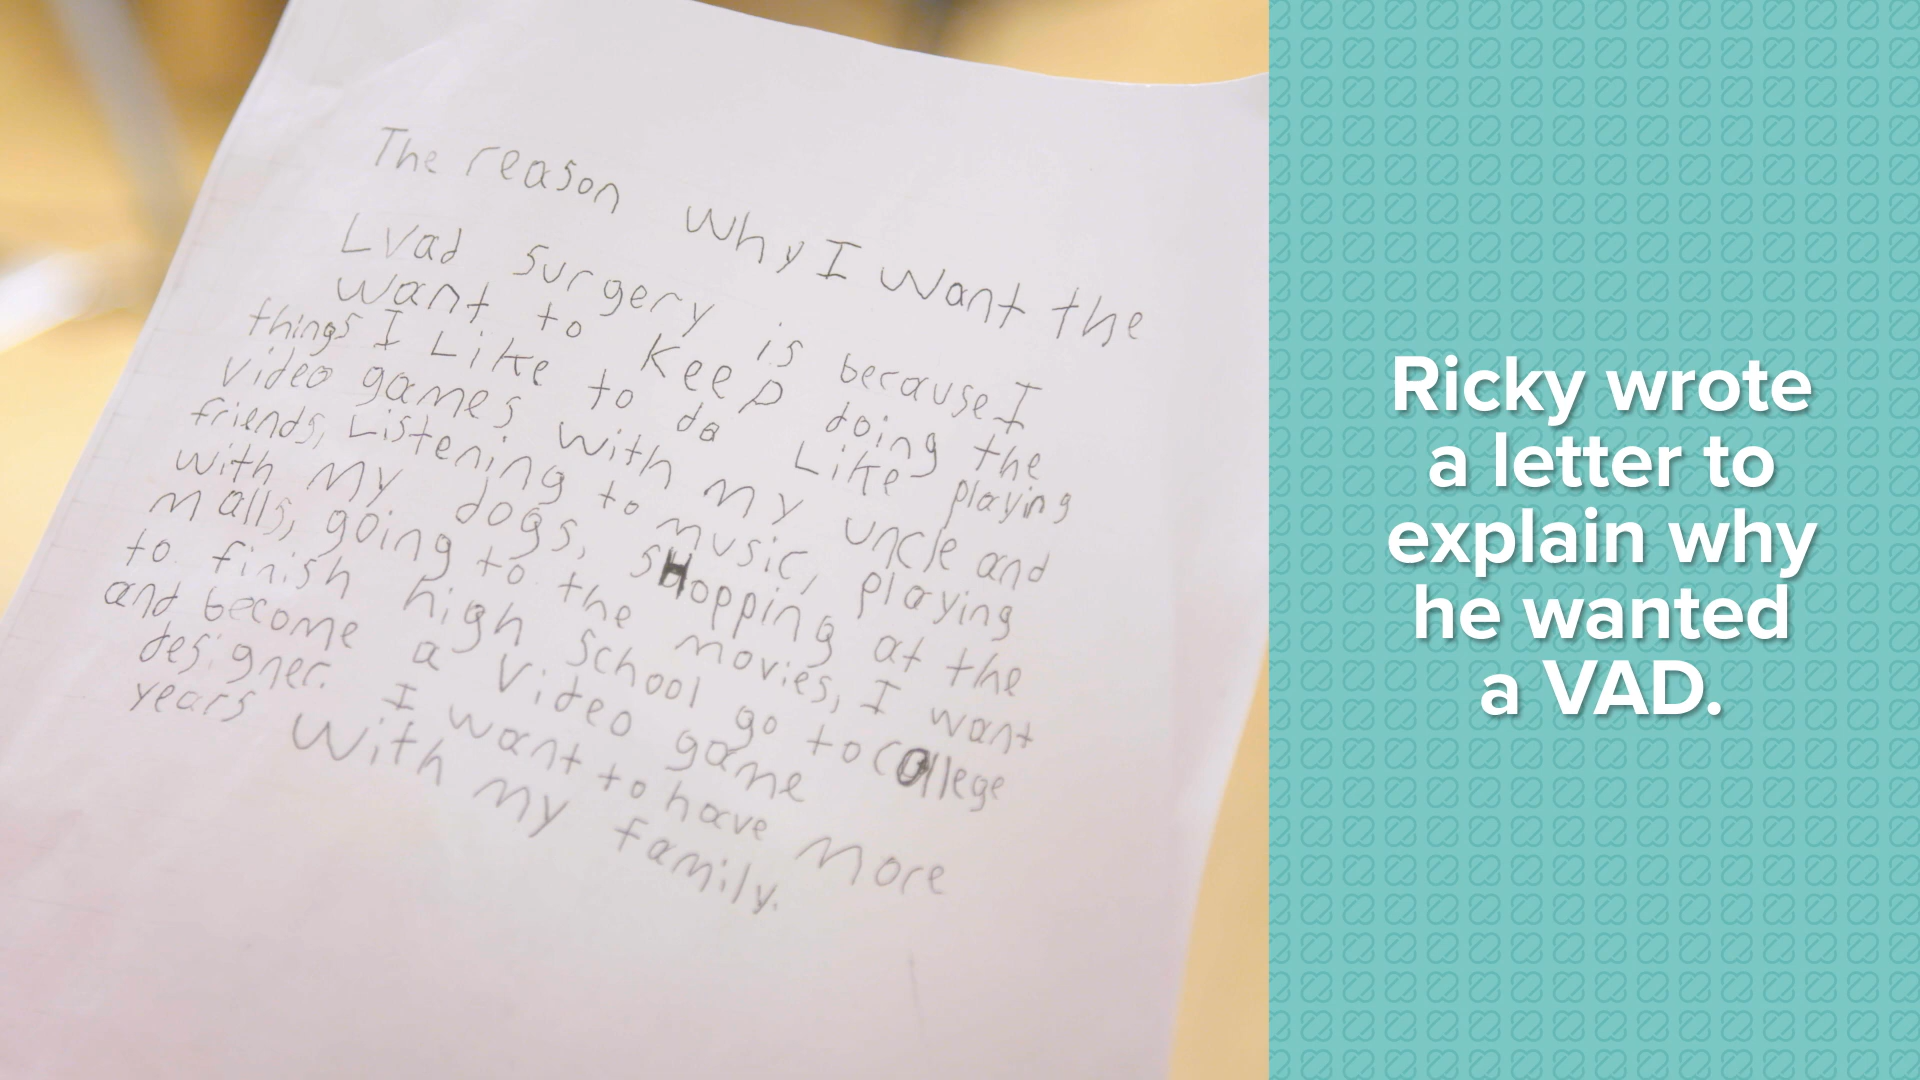 The reason why I want the
Lvad surgery is because I
want to keep doing the
things I Like to do Like playing
video games with my uncle and
friends, Listening to music, playing
with my dogs, sHopping at the
malls, going to the movies, I want
to finish high school go to college
and become a video game
designer. I want to have more
years with my family.
Ricky wrote
a letter to
explain why
he wanted
a VAD.